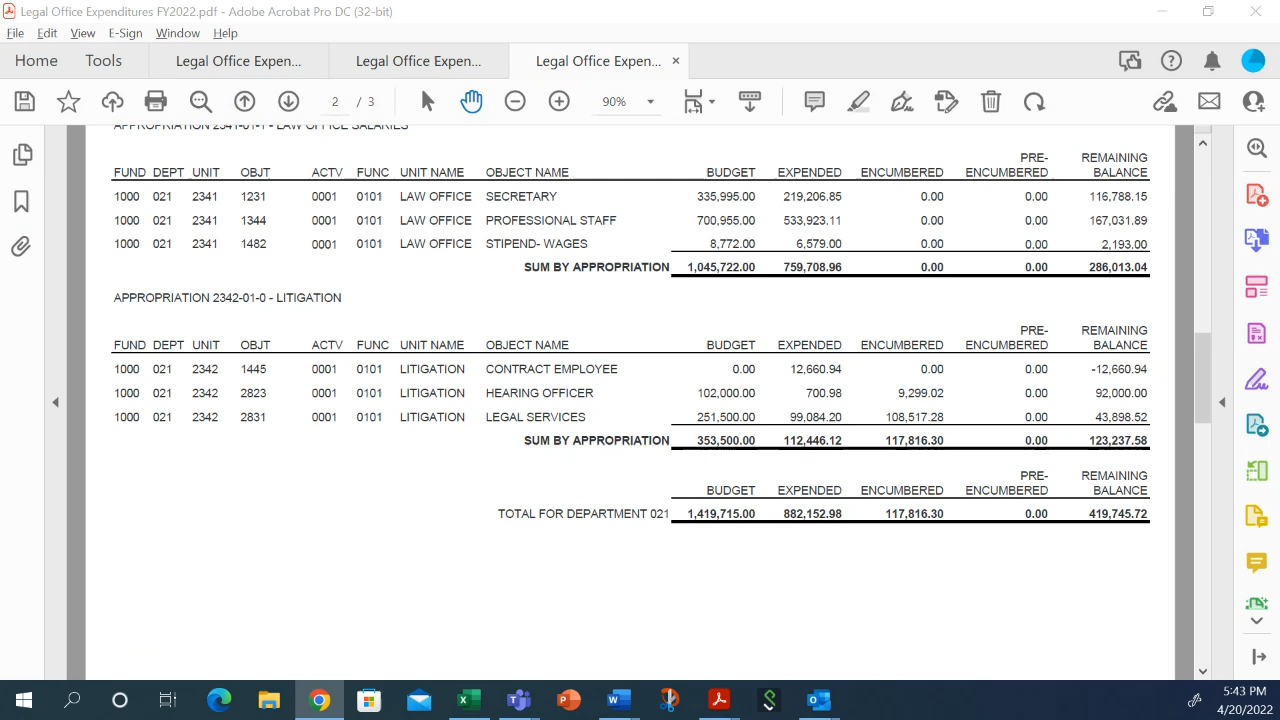 Legal Office Expenditures FY2022.pdf - Adobe Acrobat Pro DC (32-bit)
File Edit View E-Sign Window Help
Home Tools Legal Office Expen... Legal Office Expen... Legal Office Expen... ×
2 / 3 90%
APPROPRIATION 2341-01-1 - LAW OFFICE SALARIES
PRE- REMAINING
FUND DEPT UNIT OBJT ACTV FUNC UNIT NAME OBJECT NAME BUDGET EXPENDED ENCUMBERED ENCUMBERED BALANCE
1000 021 2341 1231 0001 0101 LAW OFFICE SECRETARY 335,995.00 219,206.85 0.00 0.00 116,788.15
1000 021 2341 1344 0001 0101 LAW OFFICE PROFESSIONAL STAFF 700,955.00 533,923.11 0.00 0.00 167,031.89
1000 021 2341 1482 0001 0101 LAW OFFICE STIPEND- WAGES 8,772.00 6,579.00 0.00 0.00 2,193.00
SUM BY APPROPRIATION 1,045,722.00 759,708.96 0.00 0.00 286,013.04
APPROPRIATION 2342-01-0 - LITIGATION
PRE- REMAINING
FUND DEPT UNIT OBJT ACTV FUNC UNIT NAME OBJECT NAME BUDGET EXPENDED ENCUMBERED ENCUMBERED BALANCE
1000 021 2342 1445 0001 0101 LITIGATION CONTRACT EMPLOYEE 0.00 12,660.94 0.00 0.00 -12,660.94
1000 021 2342 2823 0001 0101 LITIGATION HEARING OFFICER 102,000.00 700.98 9,299.02 0.00 92,000.00
1000 021 2342 2831 0001 0101 LITIGATION LEGAL SERVICES 251,500.00 99,084.20 108,517.28 0.00 43,898.52
SUM BY APPROPRIATION 353,500.00 112,446.12 117,816.30 0.00 123,237.58
PRE- REMAINING
BUDGET EXPENDED ENCUMBERED ENCUMBERED BALANCE
TOTAL FOR DEPARTMENT 021 1,419,715.00 882,152.98 117,816.30 0.00 419,745.72
5:43 PM
4/20/2022